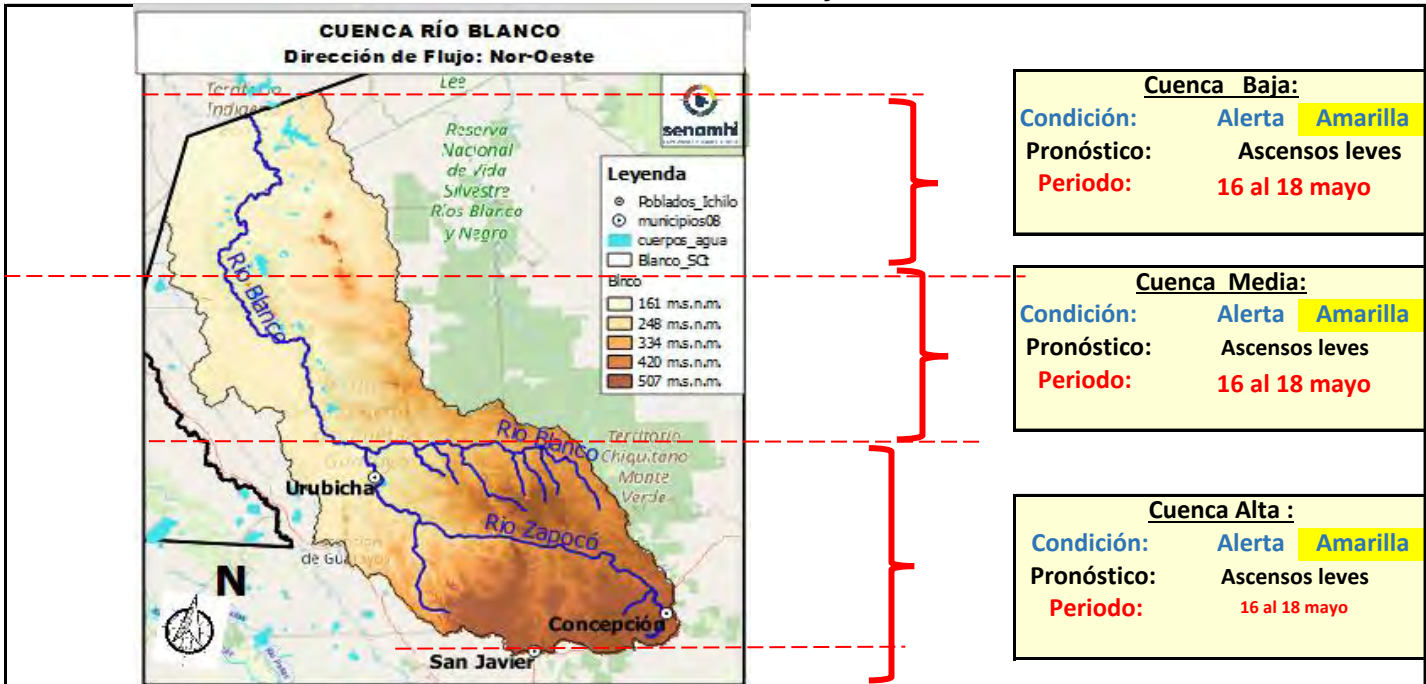 CUENCA RÍO BLANCO
Dirección de Flujo: Nor-Oeste
Lee
Reserva
Nacional
de Vida
Silvestre
Ríos Blanco
y Negro
senamhi
Leyenda
Poblados_Ichilo
municipios08
cuerpos_agua
Blanco_SCt
Blnco
161 m.s.n.m.
248 m.s.n.m.
334 m.s.n.m.
420 m.s.n.m.
507 m.s.n.m.
Río Blanco
Río Blanco
Territorio
Chiquitano
Monte
Verde
Urubicha
Río Zapocó
N
Concepción
San Javier
Cuenca Baja:
Condición: Alerta Amarilla
Pronóstico: Ascensos leves
Periodo: 16 al 18 mayo
Cuenca Media:
Condición: Alerta Amarilla
Pronóstico: Ascensos leves
Periodo: 16 al 18 mayo
Cuenca Alta :
Condición: Alerta Amarilla
Pronóstico: Ascensos leves
Periodo: 16 al 18 mayo